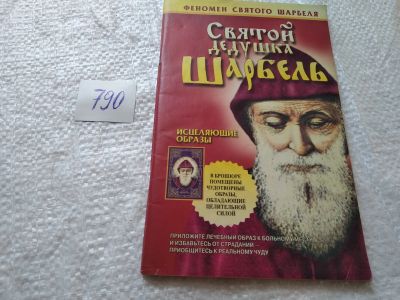 790
ФЕНОМЕН СВЯТОГО ШАРБЕЛЯ
СВЯТОЙ
ДЕДУШКА
ШАРБЕЛЬ
ИСЦЕЛЯЮЩИЕ
ОБРАЗЫ
В БРОШЮРЕ
ПОМЕЩЕНЫ
ЧУДОТВОРНЫЕ
ОБРАЗЫ,
ОБЛАДАЮЩИЕ
ЦЕЛИТЕЛЬНОЙ
СИЛОЙ
ПРИЛОЖИТЕ ЛЕЧЕБНЫЙ ОБРАЗ К БОЛЬНОМУ МЕСТУ
И ИЗБАВЬТЕСЬ ОТ СТРАДАНИЙ –
ПРИОБЩИТЕСЬ К РЕАЛЬНОМУ ЧУДУ